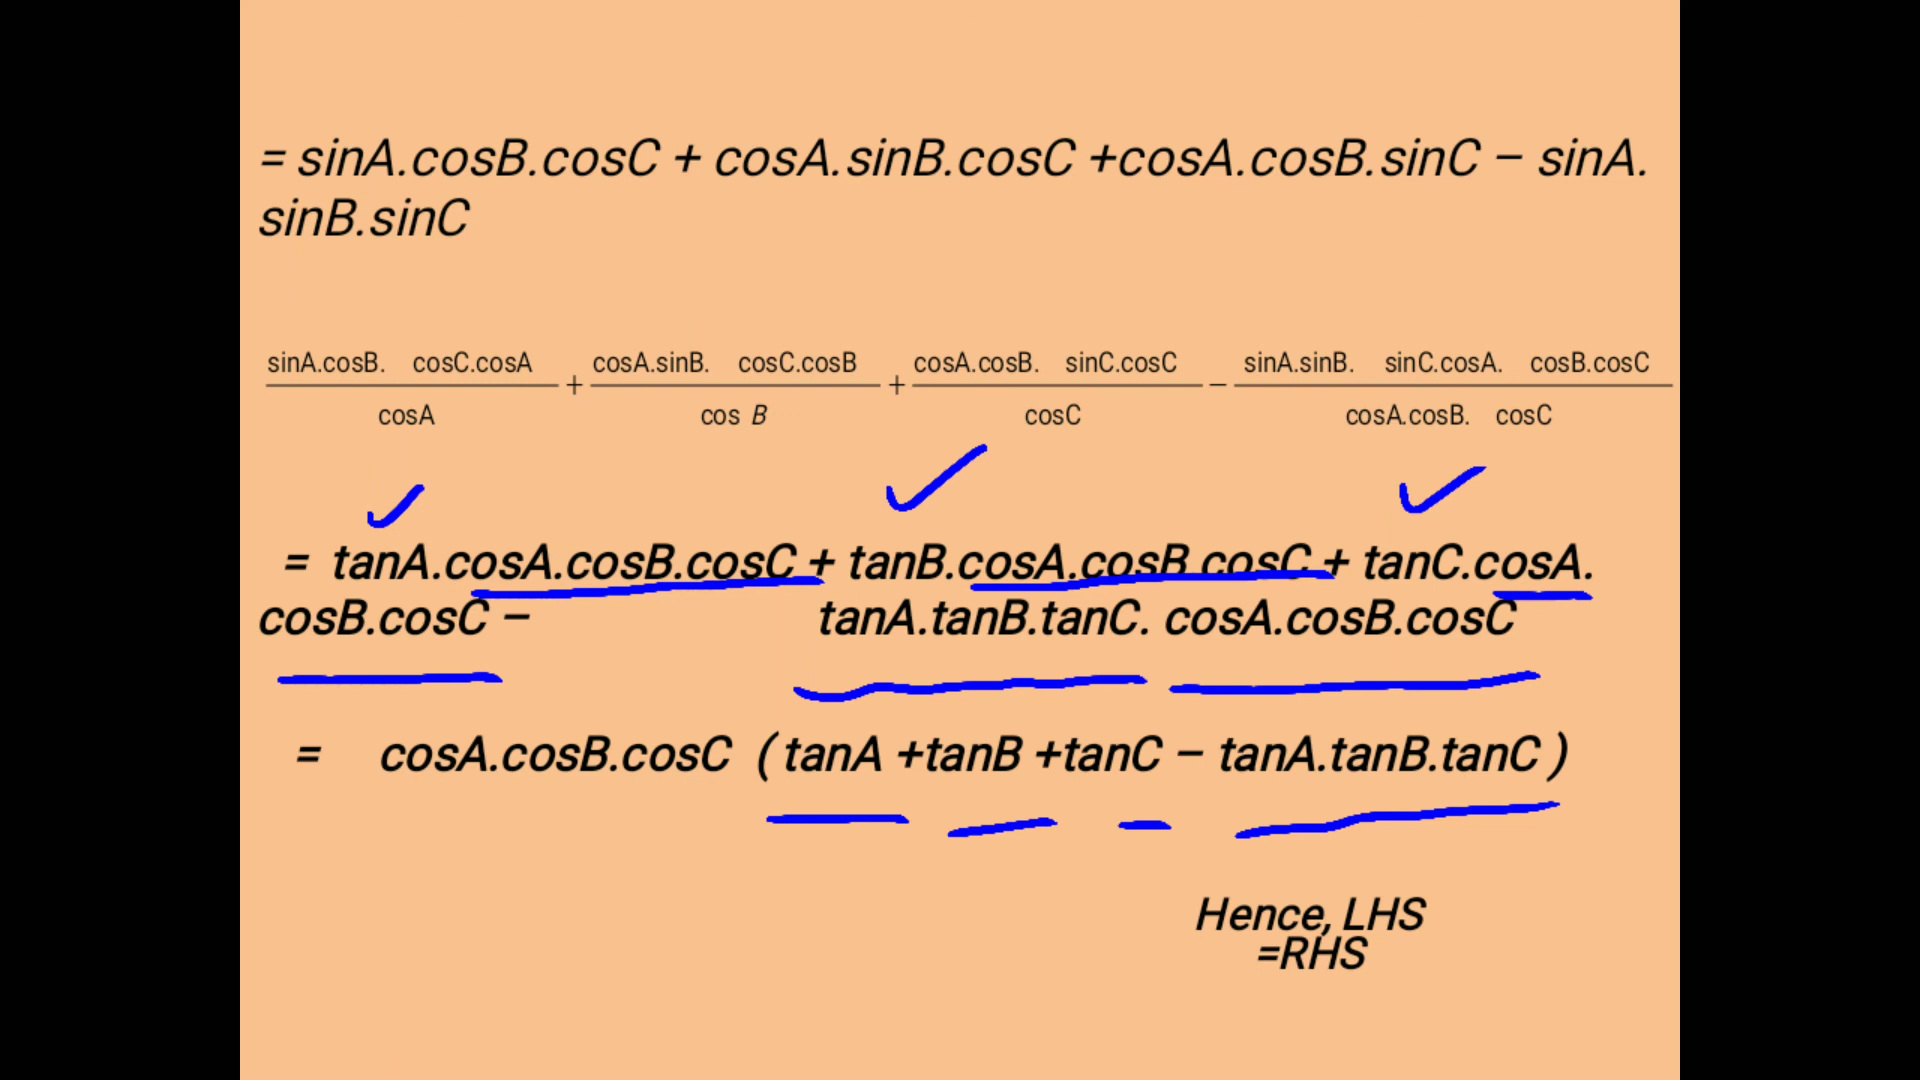 = sinA.cosB.cosC + cosA.sinB.cosC +cosA.cosB.sinC – sinA.
sinB.sinC
sinA.cosB. cosC.cosA / cosA + cosA.sinB. cosC.cosB / cos B + cosA.cosB. sinC.cosC / cosC – sinA.sinB. sinC.cosA. cosB.cosC / cosA.cosB. cosC
= tanA.cosA.cosB.cosC + tanB.cosA.cosB.cosC + tanC.cosA.
cosB.cosC – tanA.tanB.tanC. cosA.cosB.cosC
= cosA.cosB.cosC ( tanA +tanB +tanC – tanA.tanB.tanC )
Hence, LHS
=RHS